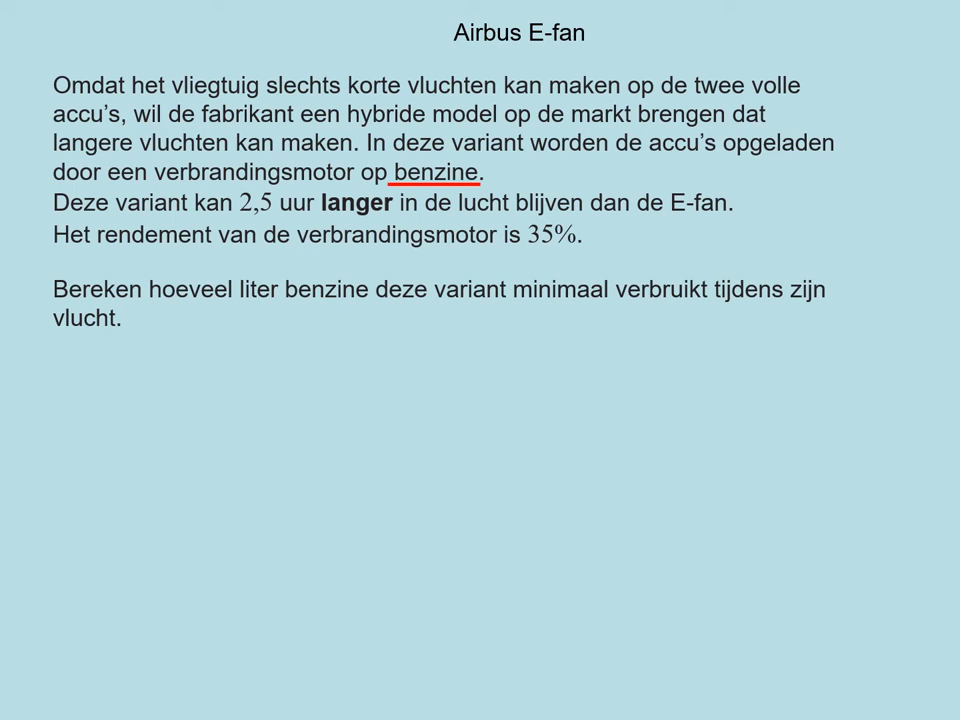 Airbus E-fan
Omdat het vliegtuig slechts korte vluchten kan maken op de twee volle
accu’s, wil de fabrikant een hybride model op de markt brengen dat
langere vluchten kan maken. In deze variant worden de accu’s opgeladen
door een verbrandingsmotor op benzine.
Deze variant kan 2,5 uur langer in de lucht blijven dan de E-fan.
Het rendement van de verbrandingsmotor is 35%.
Bereken hoeveel liter benzine deze variant minimaal verbruikt tijdens zijn
vlucht.